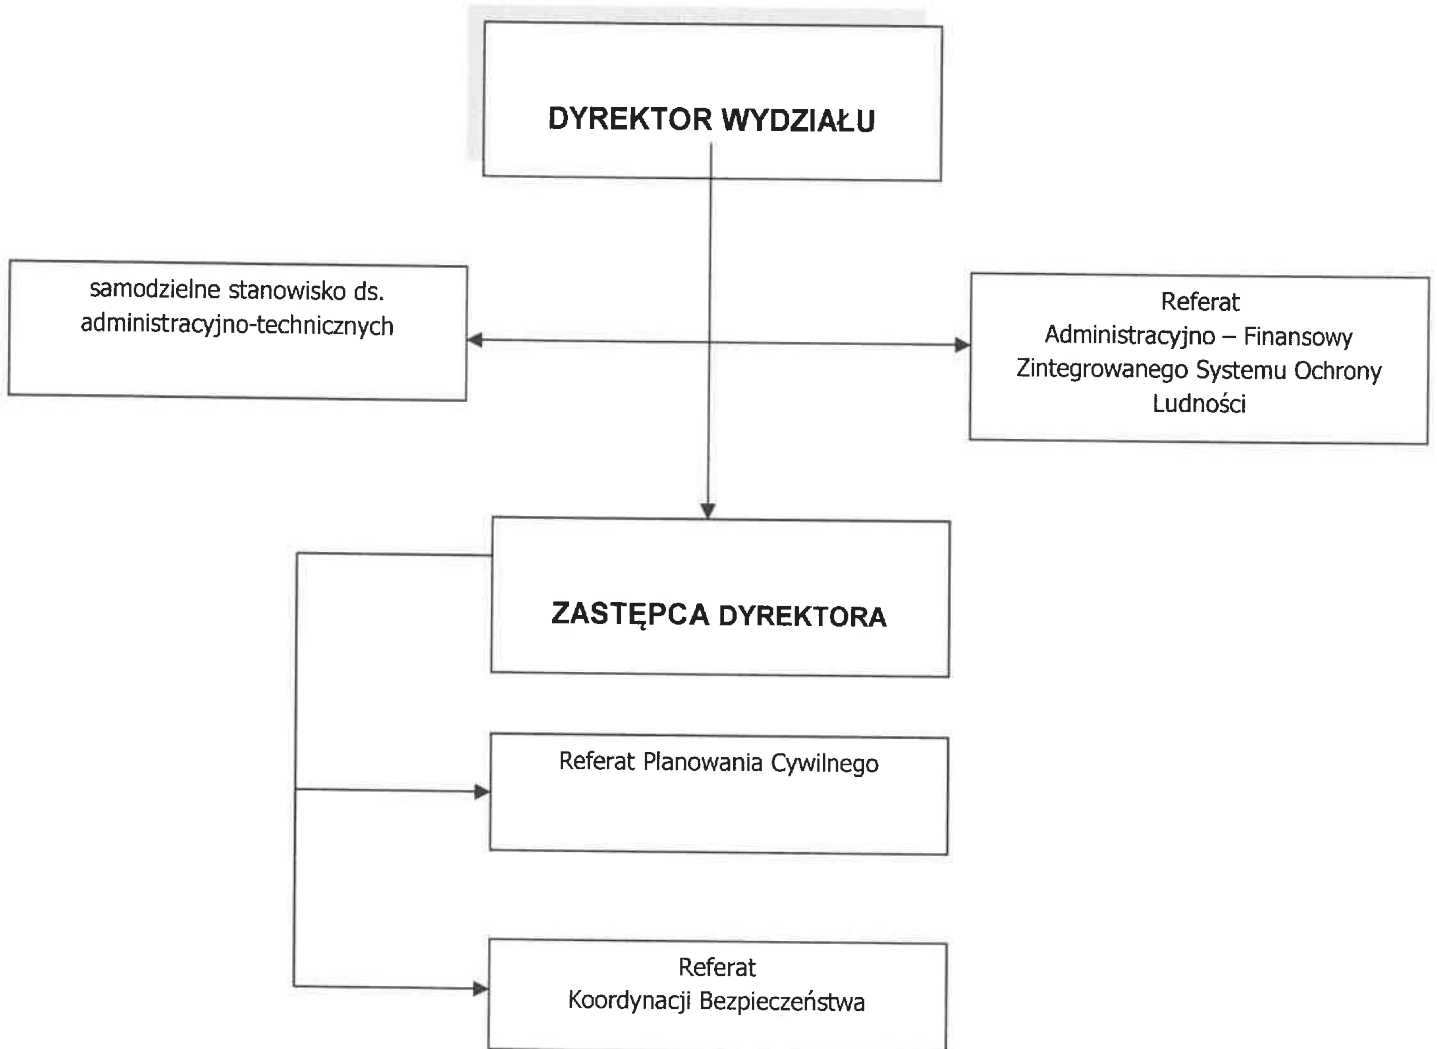 DYREKTOR WYDZIAŁU
samodzielne stanowisko ds.
administracyjno-technicznych
Referat
Administracyjno – Finansowy
Zintegrowanego Systemu Ochrony
Ludności
ZASTĘPCA DYREKTORA
Referat Planowania Cywilnego
Referat
Koordynacji Bezpieczeństwa